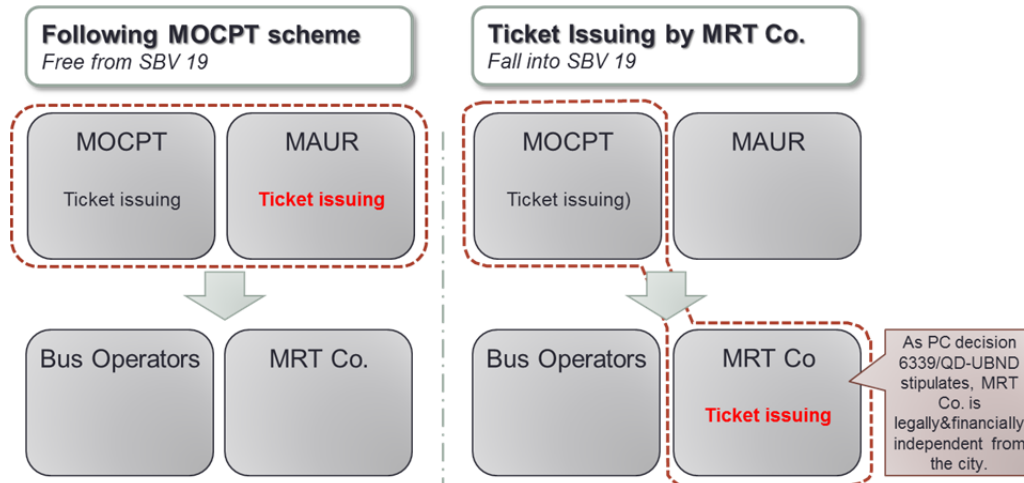 Following MOCPT scheme
Free from SBV 19
MOCPT
Ticket issuing
MAUR
Ticket issuing
Bus Operators
MRT Co.
Ticket Issuing by MRT Co.
Fall into SBV 19
MOCPT
Ticket issuing)
MAUR
Bus Operators
MRT Co
Ticket issuing
As PC decision
6339/QD-UBND
stipulates, MRT
Co. is
legally&financially
independent from
the city.